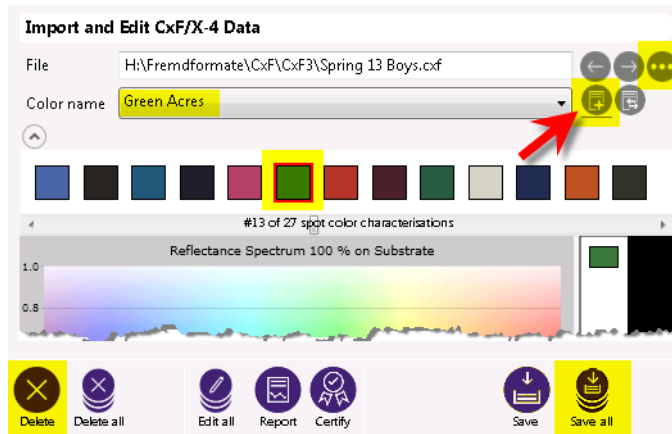 Import and Edit CxF/X-4 Data
File H:\Fremdformate\CxF\CxF3\Spring 13 Boys.cxf
Color name Green Acres
#13 of 27 spot color characterisations
Reflectance Spectrum 100 % on Substrate
1.0
0.8
Delete Delete all Edit all Report Certify Save Save all